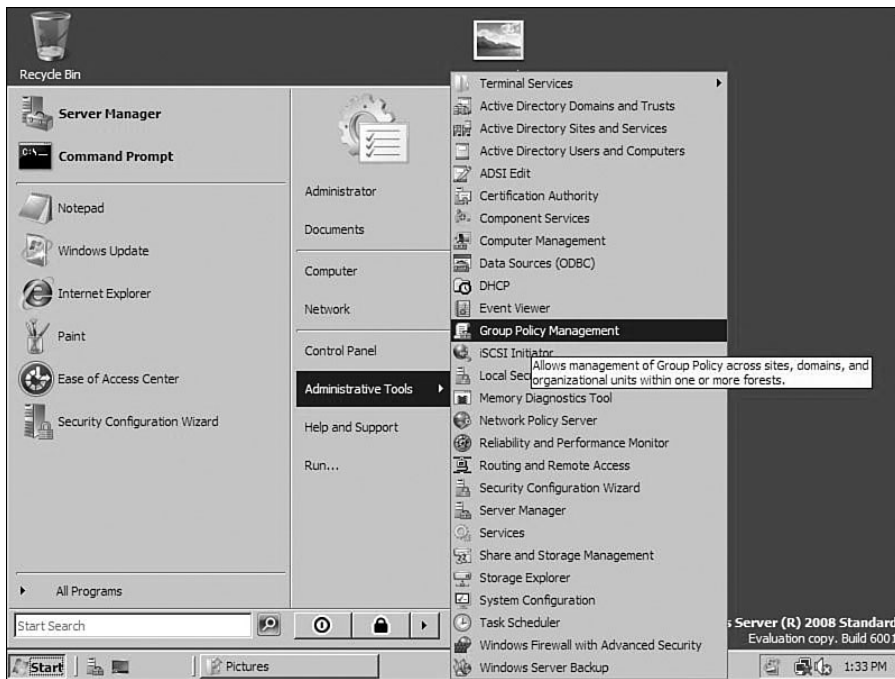 Recycle Bin
Server Manager
Command Prompt
Notepad
Windows Update
Internet Explorer
Paint
Ease of Access Center
Security Configuration Wizard
All Programs
Start Search
Administrator
Documents
Computer
Network
Control Panel
Administrative Tools
Help and Support
Run...
Terminal Services
Active Directory Domains and Trusts
Active Directory Sites and Services
Active Directory Users and Computers
ADSI Edit
Certification Authority
Component Services
Computer Management
Data Sources (ODBC)
DHCP
Event Viewer
Group Policy Management
iSCSI Initiator
Allows management of Group Policy across sites, domains, and
organizational units within one or more forests.
Local Sec
Memory Diagnostics Tool
Network Policy Server
Reliability and Performance Monitor
Routing and Remote Access
Security Configuration Wizard
Server Manager
Services
Share and Storage Management
Storage Explorer
System Configuration
Task Scheduler
Windows Firewall with Advanced Security
Windows Server Backup
s Server (R) 2008 Standard
Evaluation copy. Build 6001
Start
Pictures
1:33 PM